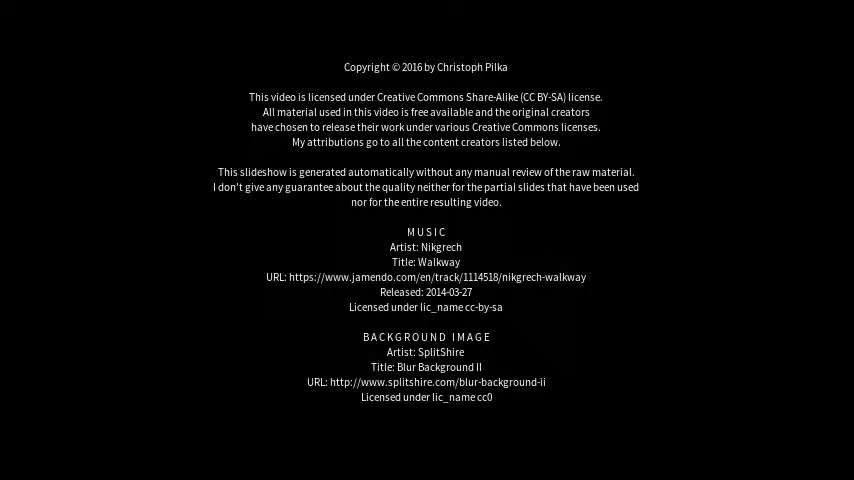 Copyright © 2016 by Christoph Pilka
This video is licensed under Creative Commons Share-Alike (CC BY-SA) license.
All material used in this video is free available and the original creators
have chosen to release their work under various Creative Commons licenses.
My attributions go to all the content creators listed below.
This slideshow is generated automatically without any manual review of the raw material.
I don't give any guarantee about the quality neither for the partial slides that have been used
nor for the entire resulting video.
MUSIC
Artist: Nikgrech
Title: Walkway
URL: https://www.jamendo.com/en/track/1114518/nikgrech-walkway
Released: 2014-03-27
Licensed under lic_name cc-by-sa
BACKGROUND IMAGE
Artist: SplitShire
Title: Blur Background II
URL: http://www.splitshire.com/blur-background-ii
Licensed under lic_name cc0